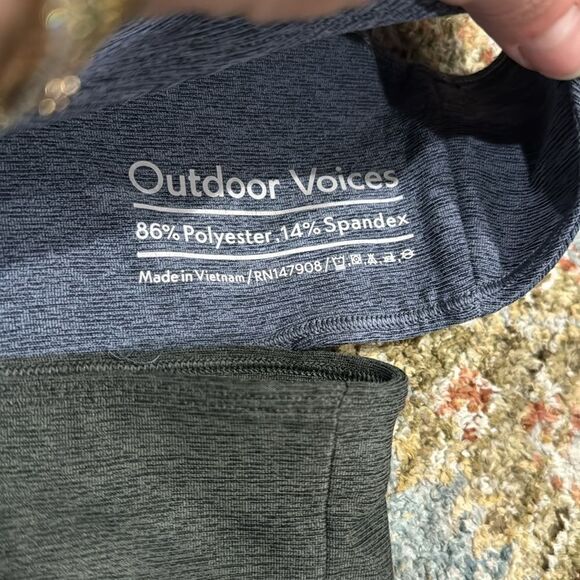 Outdoor Voices
86% Polyester, 14% Spandex
Made in Vietnam/RN147908/